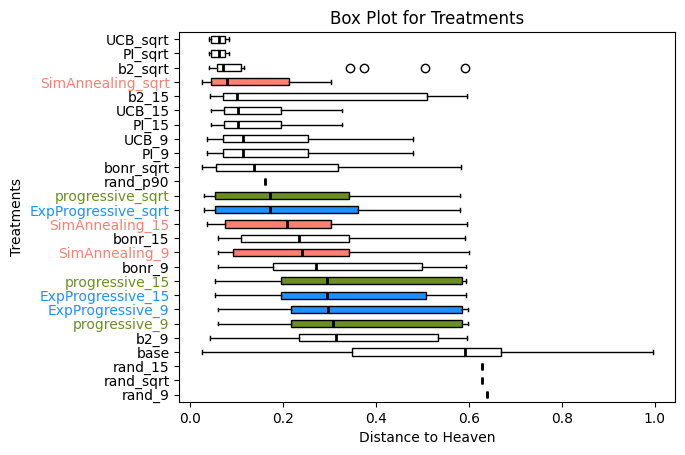 Box Plot for Treatments
Treatments
UCB_sqrt
PI_sqrt
b2_sqrt
SimAnnealing_sqrt
b2_15
UCB_15
PI_15
UCB_9
PI_9
bonr_sqrt
rand_p90
progressive_sqrt
ExpProgressive_sqrt
SimAnnealing_15
bonr_15
SimAnnealing_9
bonr_9
progressive_15
ExpProgressive_15
ExpProgressive_9
progressive_9
b2_9
base
rand_15
rand_sqrt
rand_9
0.0 0.2 0.4 0.6 0.8 1.0
Distance to Heaven